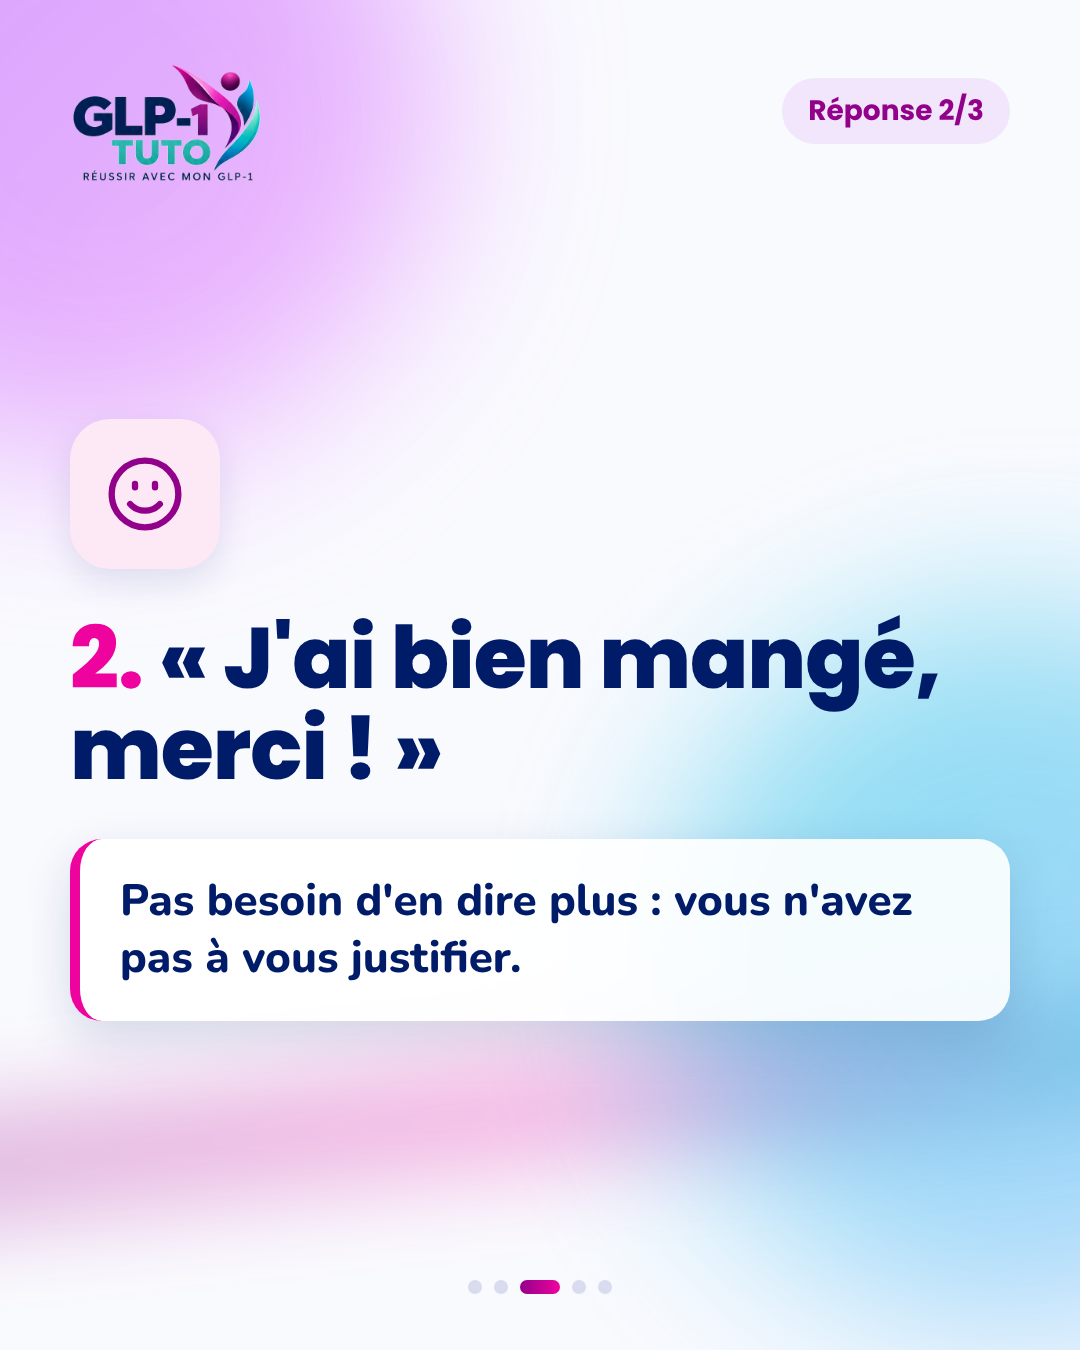 GLP-1
TUTO
RÉUSSIR AVEC MON GLP-1
Réponse 2/3
2. « J'ai bien mangé,
merci ! »
Pas besoin d'en dire plus : vous n'avez
pas à vous justifier.